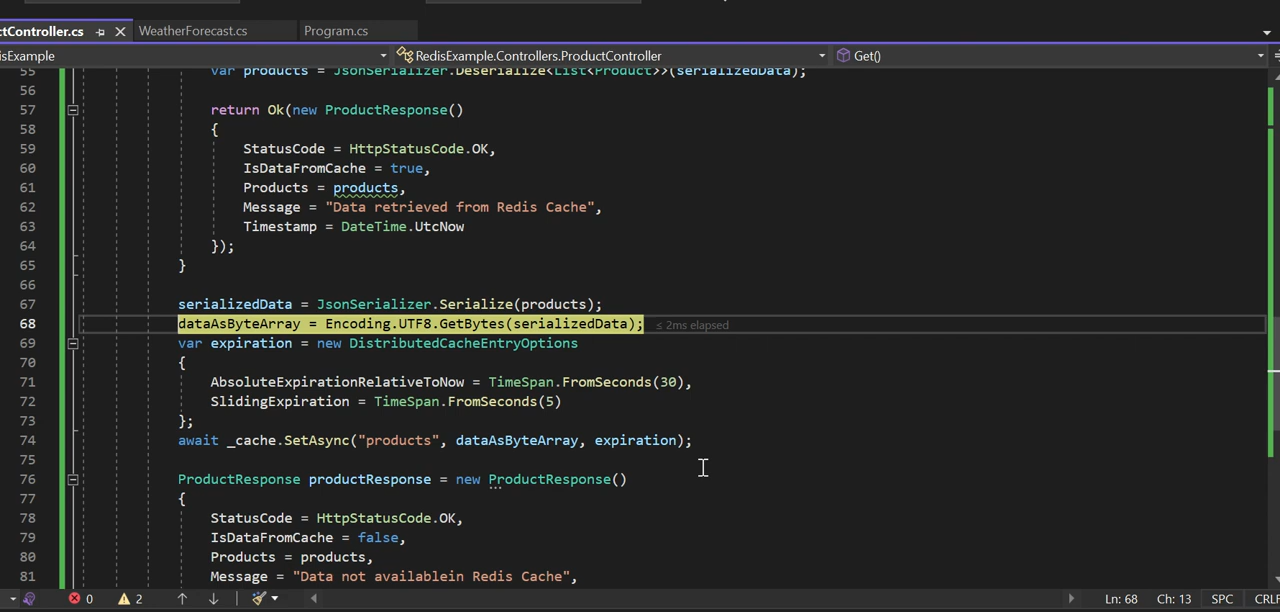 ctController.cs WeatherForecast.cs Program.cs
isExample RedisExample.Controllers.ProductController Get()
55 var products = JsonSerializer.Deserialize<List<Product>>(serializedData);
56
57 return Ok(new ProductResponse()
58 {
59 StatusCode = HttpStatusCode.OK,
60 IsDataFromCache = true,
61 Products = products,
62 Message = "Data retrieved from Redis Cache",
63 Timestamp = DateTime.UtcNow
64 });
65 }
66
67 serializedData = JsonSerializer.Serialize(products);
68 dataAsByteArray = Encoding.UTF8.GetBytes(serializedData); ≤ 2ms elapsed
69 var expiration = new DistributedCacheEntryOptions
70 {
71 AbsoluteExpirationRelativeToNow = TimeSpan.FromSeconds(30),
72 SlidingExpiration = TimeSpan.FromSeconds(5)
73 };
74 await _cache.SetAsync("products", dataAsByteArray, expiration);
75
76 ProductResponse productResponse = new ProductResponse()
77 {
78 StatusCode = HttpStatusCode.OK,
79 IsDataFromCache = false,
80 Products = products,
81 Message = "Data not availablein Redis Cache",
0 2 Ln: 68 Ch: 13 SPC CRLF